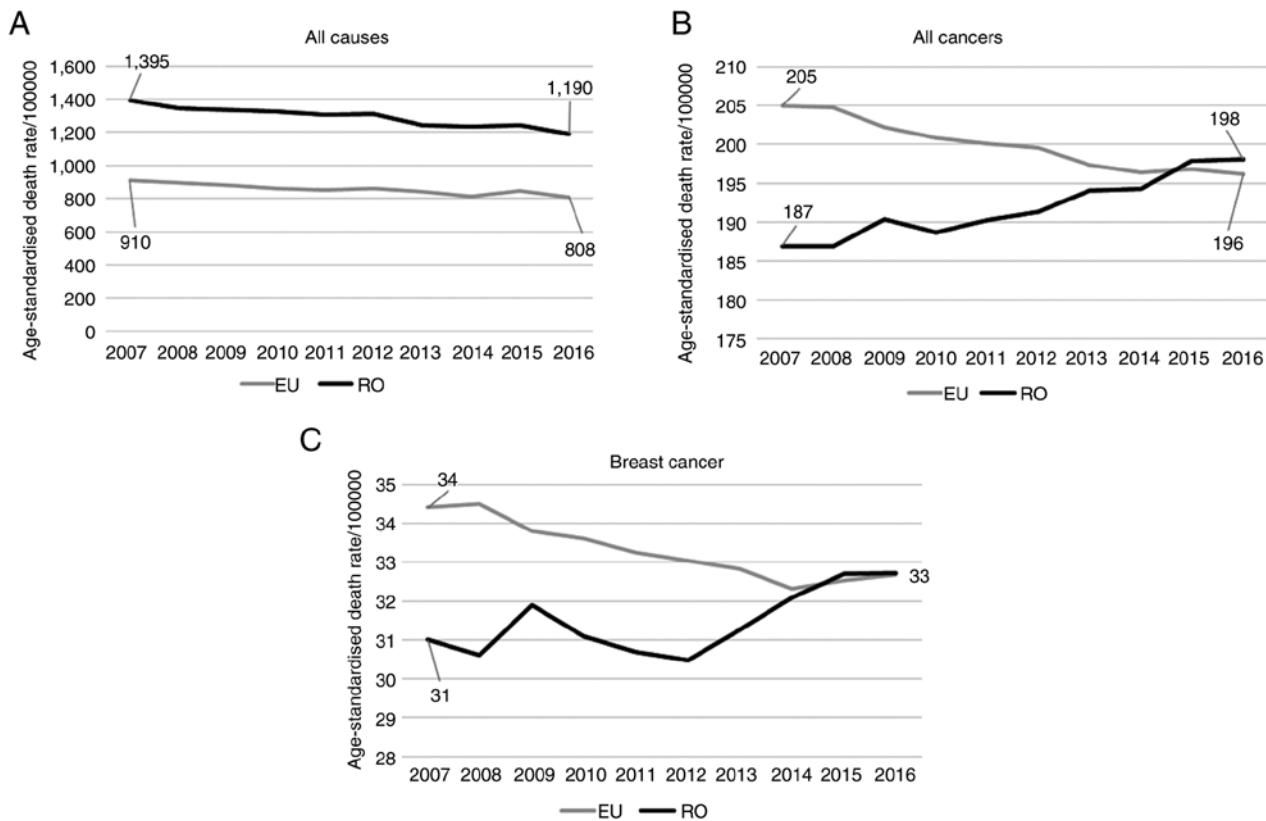 A
All causes
Age-standardised death rate/100000
1,600
1,400
1,200
1,000
800
600
400
200
0
1,395
1,190
910
808
2007 2008 2009 2010 2011 2012 2013 2014 2015 2016
EU RO
B
All cancers
Age-standardised death rate/100000
210
205
200
195
190
185
180
175
205
198
187
196
2007 2008 2009 2010 2011 2012 2013 2014 2015 2016
EU RO
C
Breast cancer
Age-standardised death rate/100000
35
34
33
32
31
30
29
28
34
33
31
2007 2008 2009 2010 2011 2012 2013 2014 2015 2016
EU RO